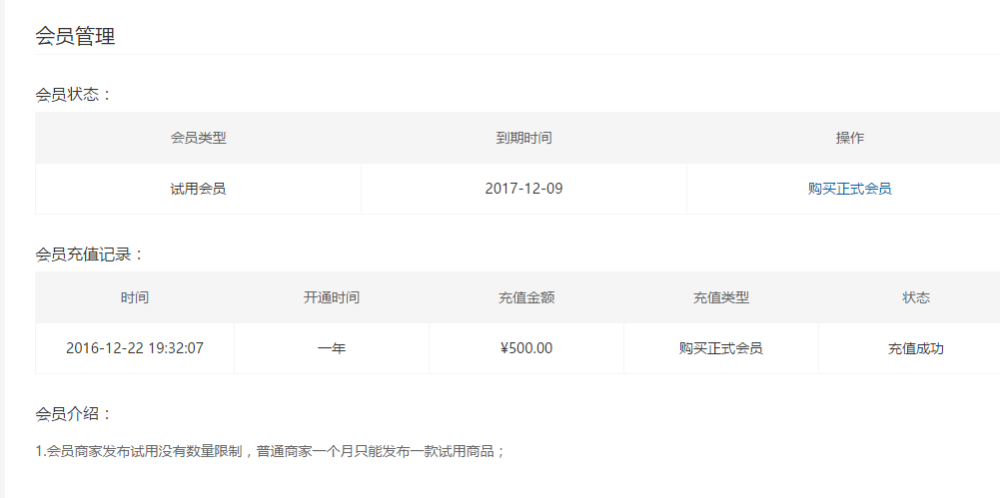 会员管理
会员状态：
会员类型 到期时间 操作
试用会员 2017-12-09 购买正式会员
会员充值记录：
时间 开通时间 充值金额 充值类型 状态
2016-12-22 19:32:07 一年 ¥500.00 购买正式会员 充值成功
会员介绍：
1.会员商家发布试用没有数量限制，普通商家一个月只能发布一款试用商品；